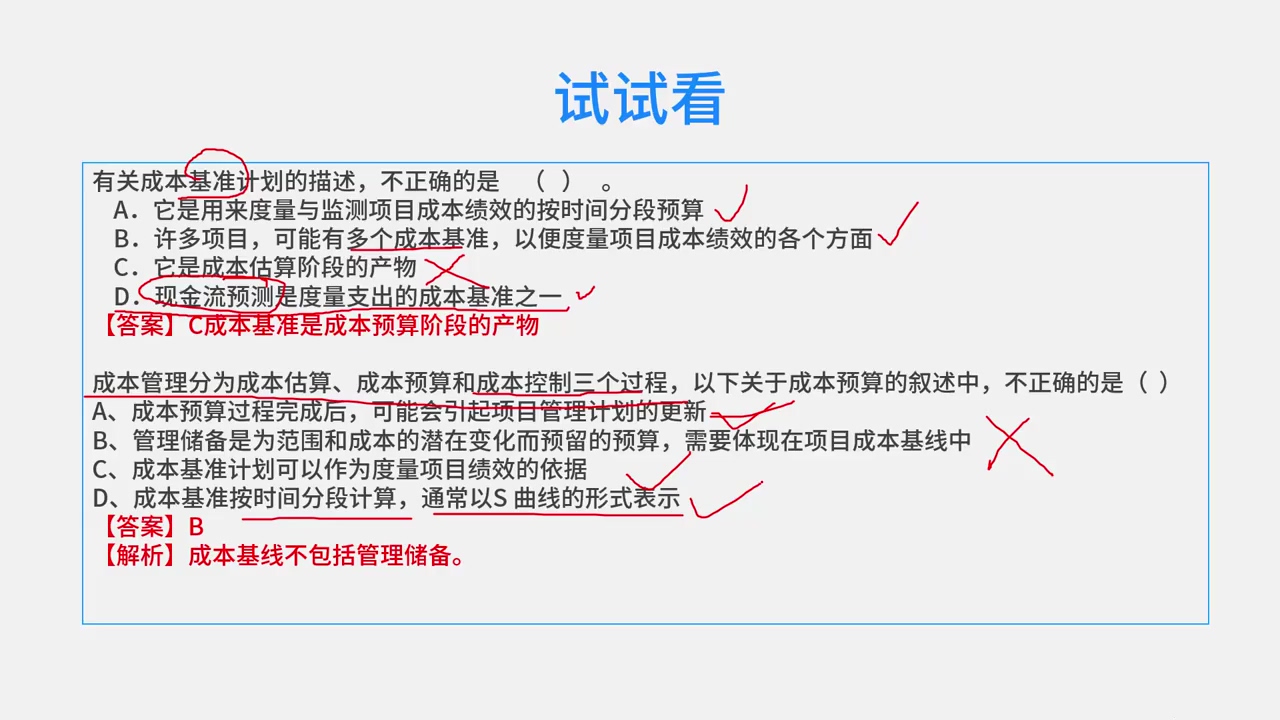 试试看
有关成本基准计划的描述，不正确的是 （ ） 。
A．它是用来度量与监测项目成本绩效的按时间分段预算
B．许多项目，可能有多个成本基准，以便度量项目成本绩效的各个方面
C．它是成本估算阶段的产物
D．现金流预测是度量支出的成本基准之一
【答案】C成本基准是成本预算阶段的产物
成本管理分为成本估算、成本预算和成本控制三个过程，以下关于成本预算的叙述中，不正确的是（ ）
A、成本预算过程完成后，可能会引起项目管理计划的更新
B、管理储备是为范围和成本的潜在变化而预留的预算，需要体现在项目成本基线中
C、成本基准计划可以作为度量项目绩效的依据
D、成本基准按时间分段计算，通常以S 曲线的形式表示
【答案】B
【解析】成本基线不包括管理储备。